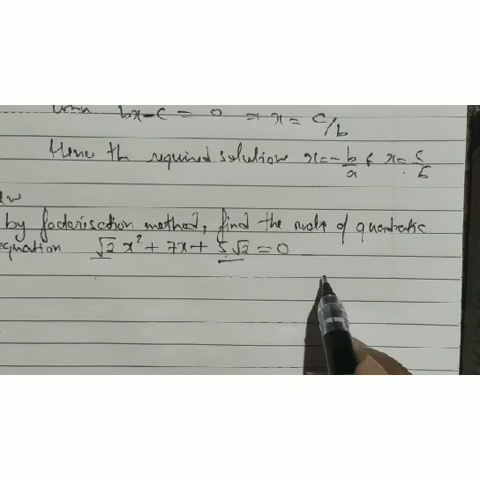 bx-c = 0 ⇒ x = c/b
Hence th required solution x=-b/a & x=c/b
by factorisation method, find the roots of quadratic
equation √2 x² + 7x + 5√2 = 0